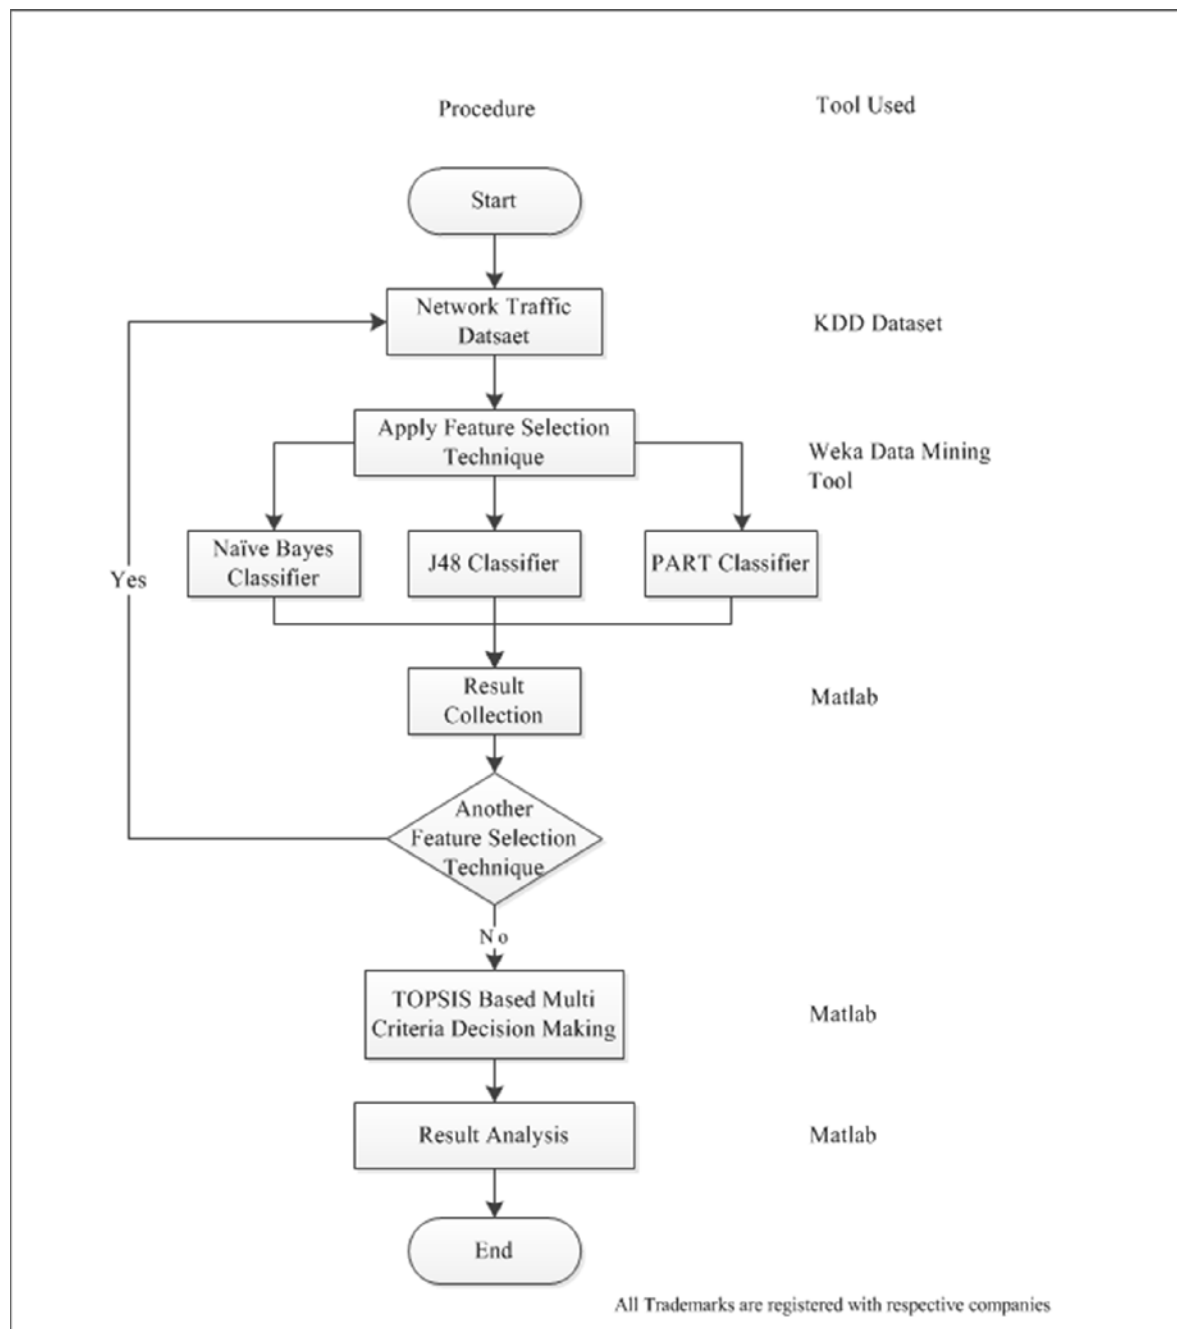 Procedure
Tool Used
Start
Network Traffic
Datsaet
KDD Dataset
Apply Feature Selection
Technique
Weka Data Mining
Tool
Naïve Bayes
Classifier
J48 Classifier
PART Classifier
Yes
Result
Collection
Matlab
Another
Feature Selection
Technique
No
TOPSIS Based Multi
Criteria Decision Making
Matlab
Result Analysis
Matlab
End
All Trademarks are registered with respective companies